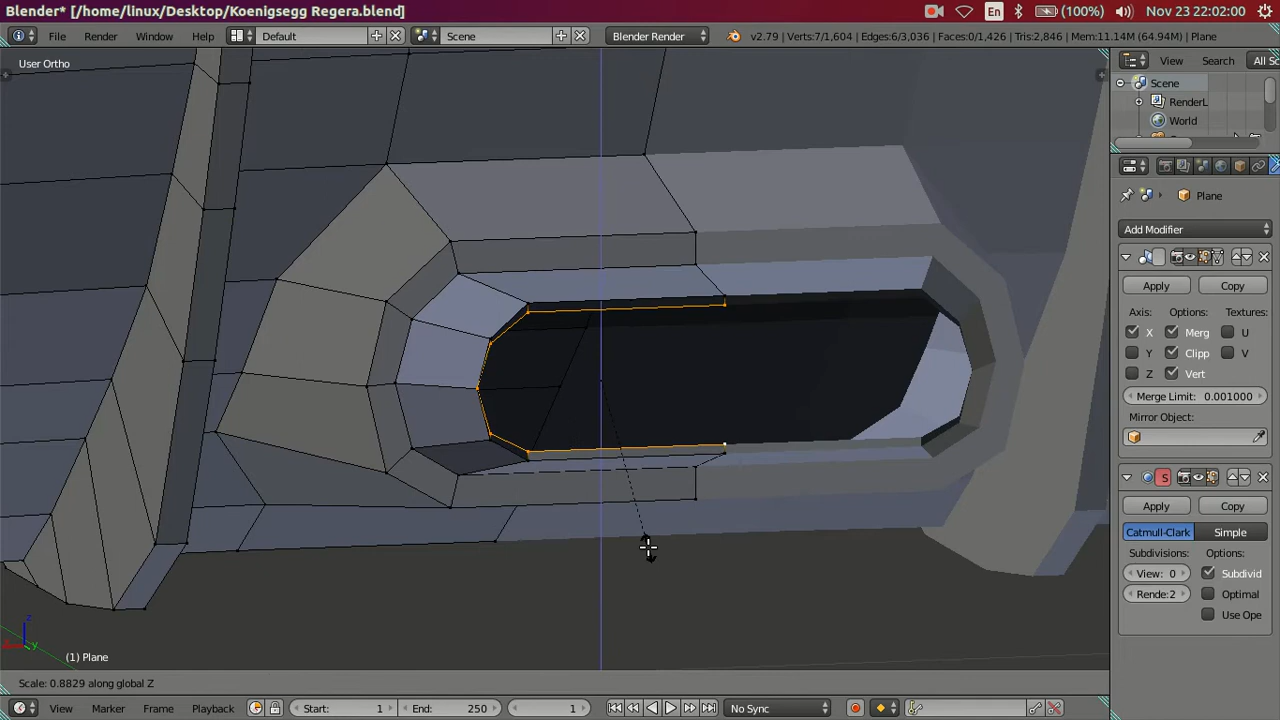 Blender* [/home/linux/Desktop/Koenigsegg Regera.blend]
En (100%) Nov 23 22:02:00
File Render Window Help Default Scene Blender Render v2.79 | Verts:7/1,604 | Edges:6/3,036 | Faces:0/1,426 | Tris:2,846 | Mem:11.14M (64.94M) | Plane
User Ortho
View Search All Sc
Scene
RenderL
World
Plane
Add Modifier
Apply Copy
Axis: Merg Options: Textures:
X Merg U
Y Clipp V
Z Vert
Merge Limit: 0.001000
Mirror Object:
S
Apply Copy
Catmull-Clark Simple
Subdivisions: Options:
View: 0 Subdivid
Rende:2 Optimal
Use Ope
z
y
(1) Plane
Scale: 0.8829 along global Z
View Marker Frame Playback Start: 1 End: 250 1 No Sync